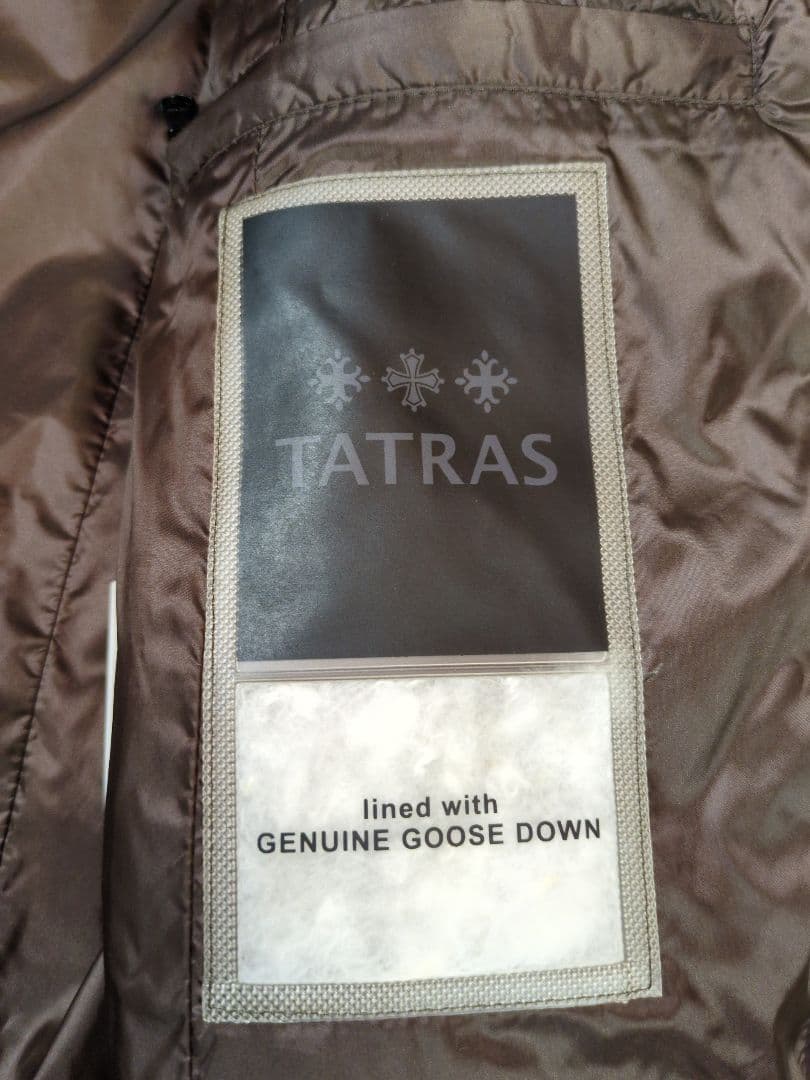 TATRAS
lined with
GENUINE GOOSE DOWN